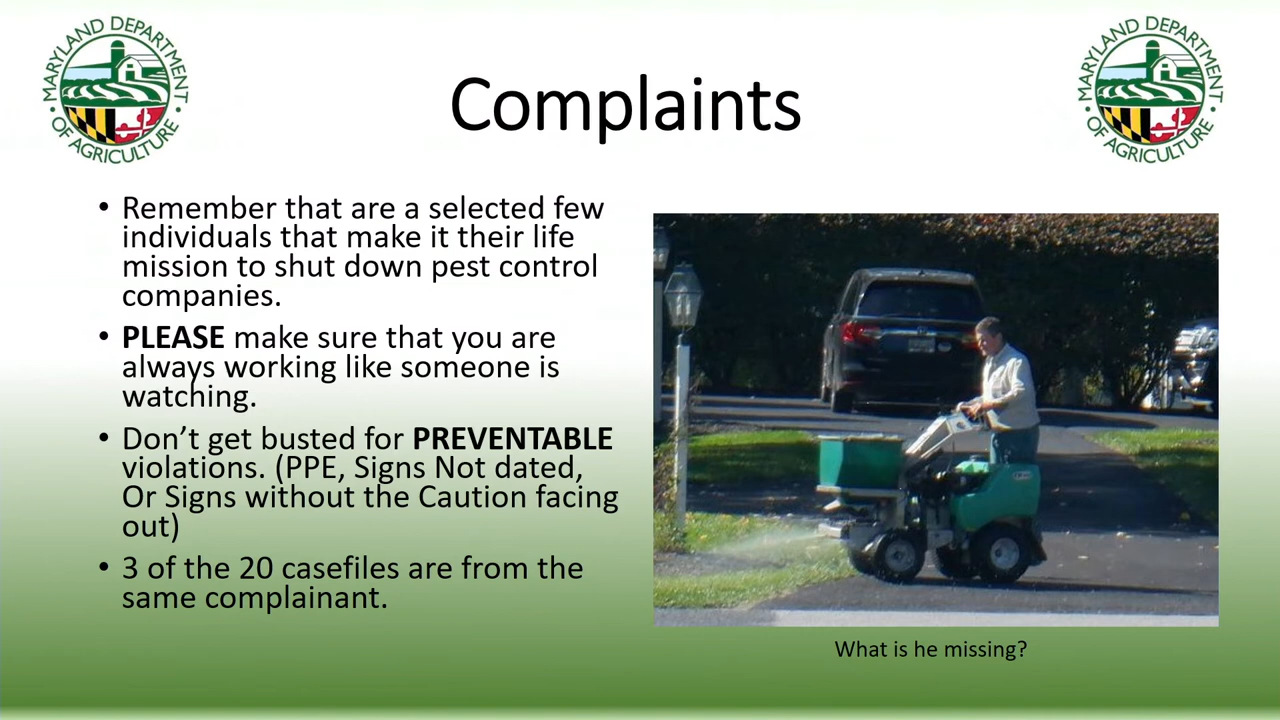 MARYLAND DEPARTMENT
OF AGRICULTURE
Complaints
MARYLAND DEPARTMENT
OF AGRICULTURE
• Remember that are a selected few
individuals that make it their life
mission to shut down pest control
companies.
• PLEASE make sure that you are
always working like someone is
watching.
• Don’t get busted for PREVENTABLE
violations. (PPE, Signs Not dated,
Or Signs without the Caution facing
out)
• 3 of the 20 casefiles are from the
same complainant.
What is he missing?